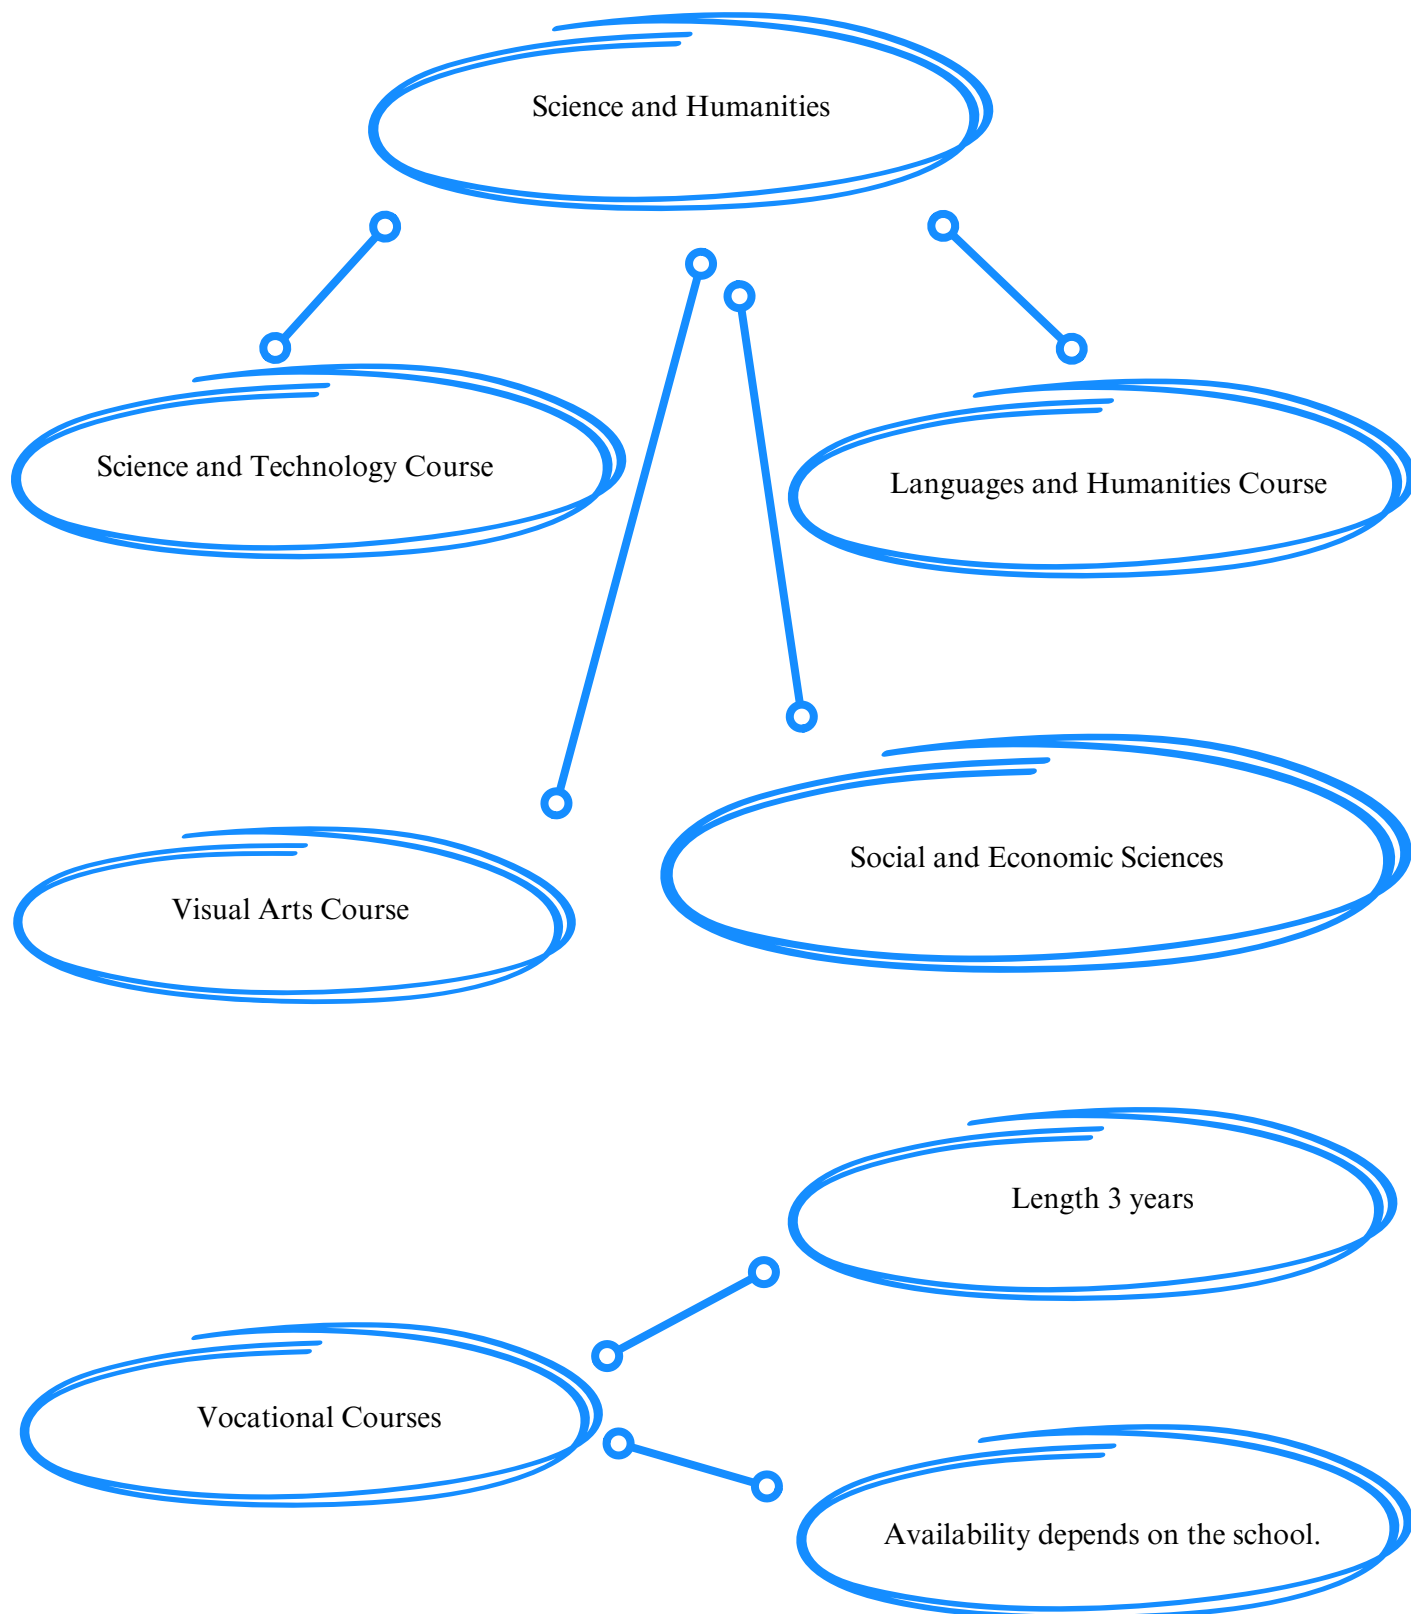 Science and Humanities
Science and Technology Course
Languages and Humanities Course
Social and Economic Sciences
Visual Arts Course
Length 3 years
Vocational Courses
Availability depends on the school.